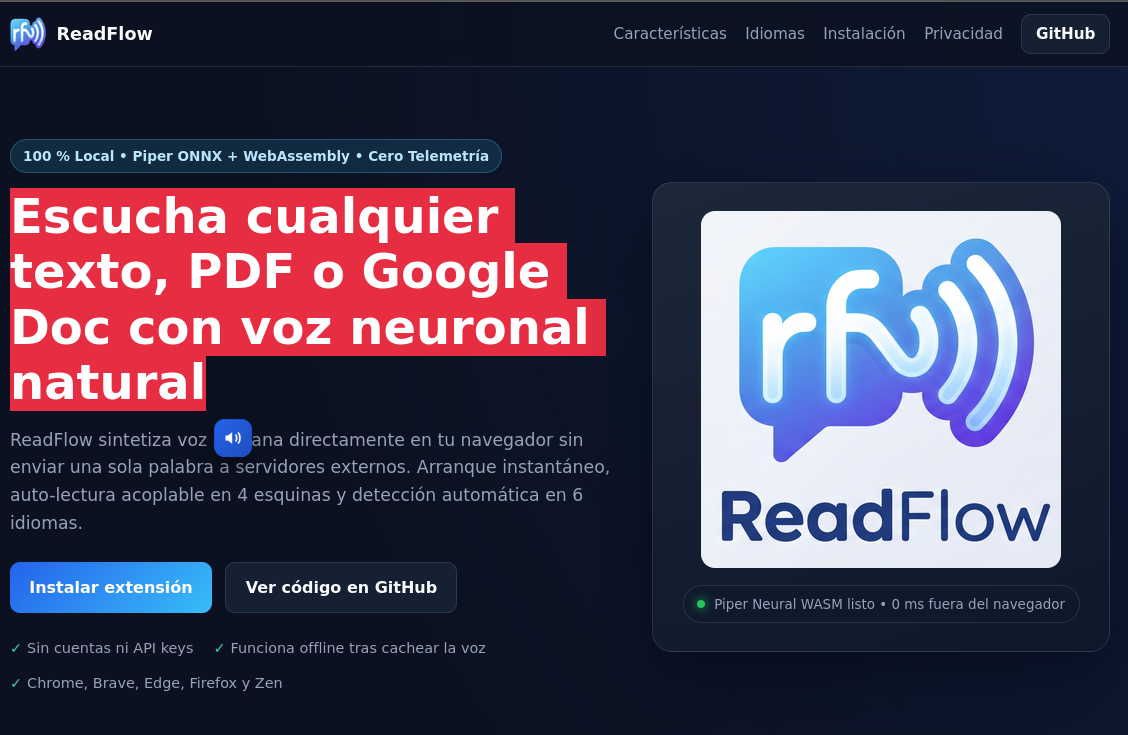 ReadFlow
Características Idiomas Instalación Privacidad GitHub
100 % Local • Piper ONNX + WebAssembly • Cero Telemetría
Escucha cualquier
texto, PDF o Google
Doc con voz neuronal
natural
ReadFlow sintetiza voz ana directamente en tu navegador sin
enviar una sola palabra a servidores externos. Arranque instantáneo,
auto-lectura acoplable en 4 esquinas y detección automática en 6
idiomas.
Instalar extensión Ver código en GitHub
✓ Sin cuentas ni API keys ✓ Funciona offline tras cachear la voz
✓ Chrome, Brave, Edge, Firefox y Zen
rf
ReadFlow
Piper Neural WASM listo • 0 ms fuera del navegador